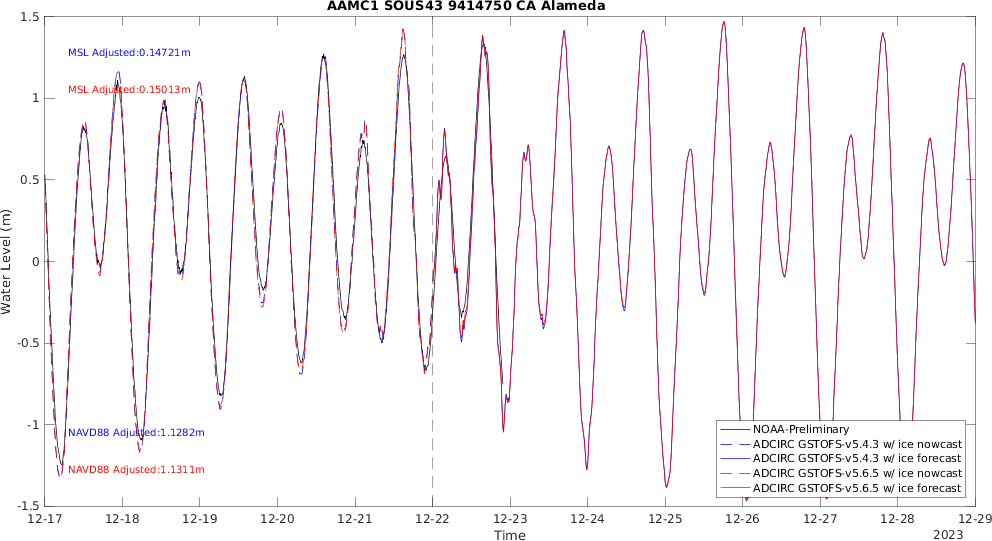 AAMC1 SOUS43 9414750 CA Alameda
1.5
1
0.5
0
-0.5
-1
-1.5
Water Level (m)
MSL Adjusted:0.14721m
MSL Adjusted:0.15013m
NAVD88 Adjusted:1.1282m
NAVD88 Adjusted:1.1311m
NOAA-Preliminary
ADCIRC GSTOFS-v5.4.3 w/ ice nowcast
ADCIRC GSTOFS-v5.4.3 w/ ice forecast
ADCIRC GSTOFS-v5.6.5 w/ ice nowcast
ADCIRC GSTOFS-v5.6.5 w/ ice forecast
12-17 12-18 12-19 12-20 12-21 12-22 12-23 12-24 12-25 12-26 12-27 12-28 12-29
Time
2023